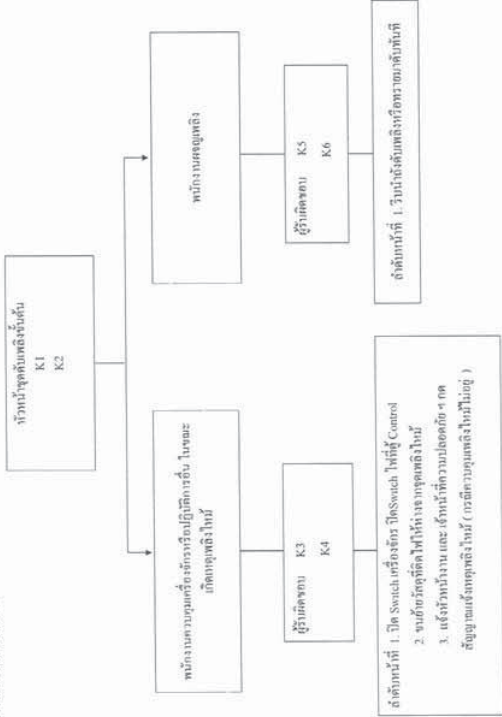 หัวหน้าชุดดับเพลิงขั้นต้น
K1
K2
พนักงานควบคุมเครื่องจักรหรือปฏิบัติการอื่น ในขณะ
เกิดเหตุเพลิงไหม้
ผู้รับผิดชอบ K3
K4
ลำดับหน้าที่ 1. ปิด Switch เครื่องจักร ปิดSwitch ไฟที่ตู้ Control
2. ขนย้ายวัสดุที่ติดไฟให้ห่างจากจุดเพลิงไหม้
3. แจ้งหัวหน้างาน และ เจ้าหน้าที่ความปลอดภัย ฯ กด
สัญญาณแจ้งเหตุเพลิงไหม้ ( กรณีควบคุมเพลิงไหม้ไม่อยู่ )
พนักงานผจญเพลิง
ผู้รับผิดชอบ K5
K6
ลำดับหน้าที่ 1. รีบนำถังดับเพลิงหรือทรายมาดับทันที